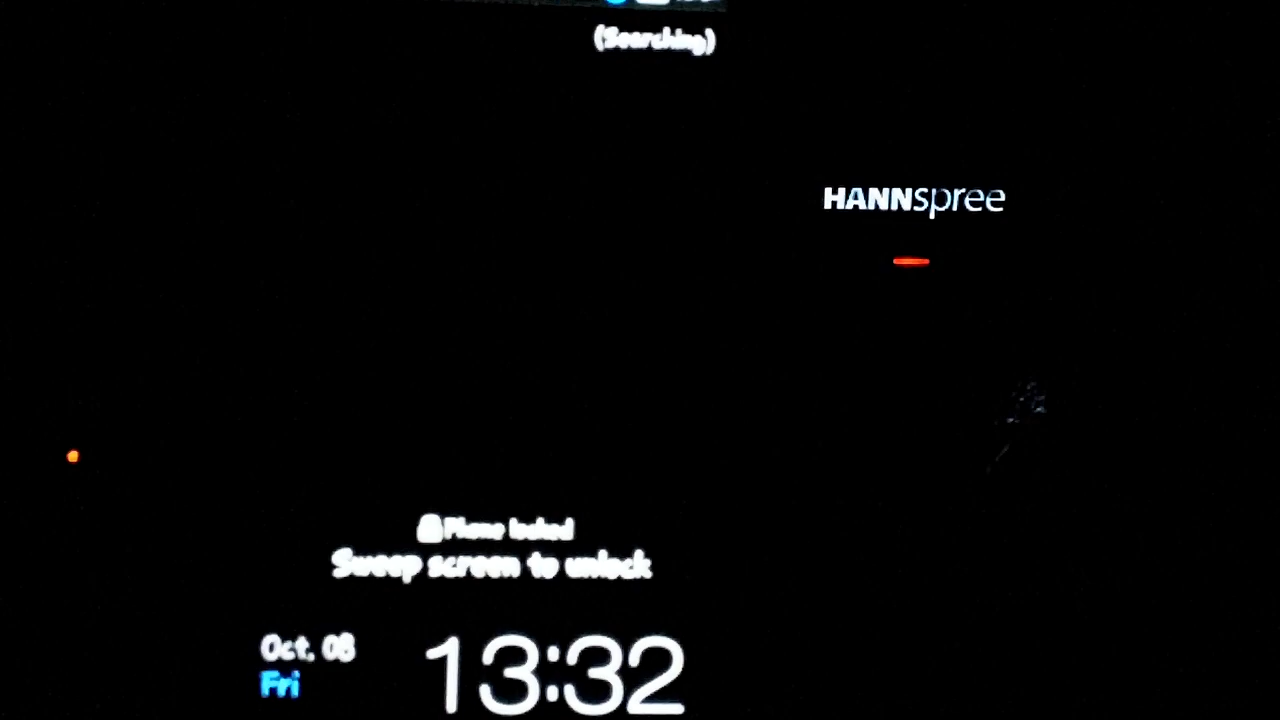 (Searching)
HANNspree
Phone locked
Sweep screen to unlock
Oct. 08
Fri
13:32